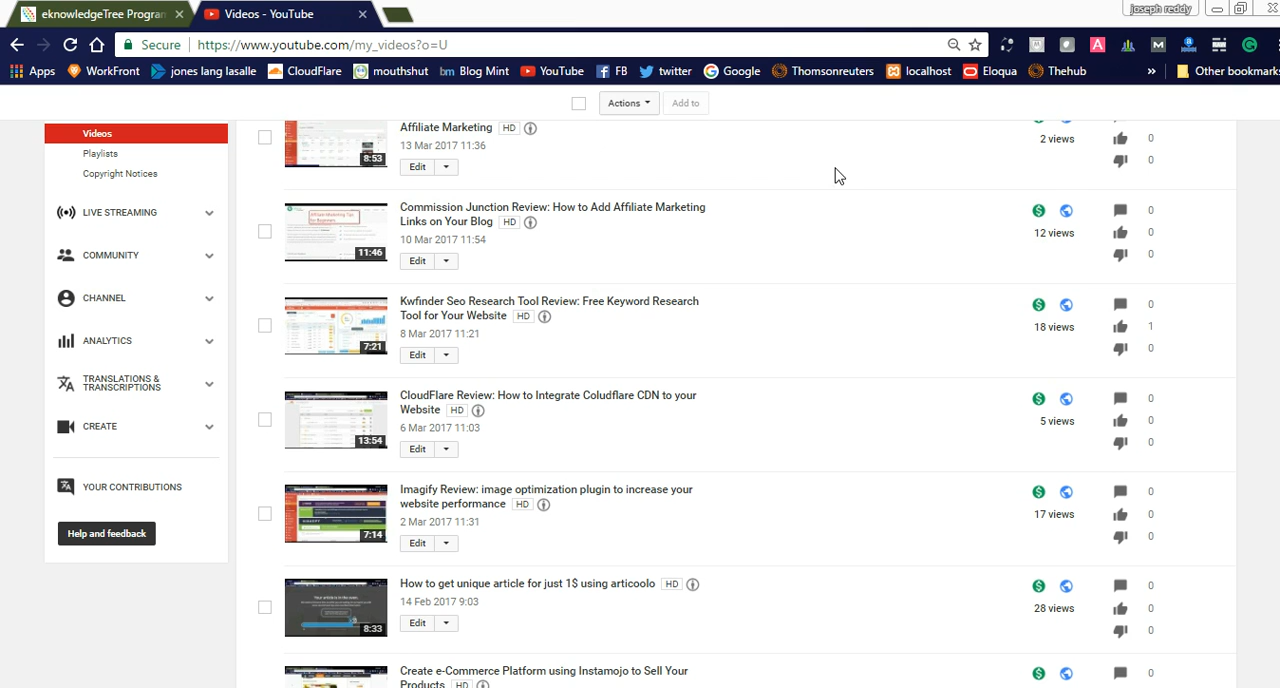 eknowledgeTree Program
Videos - YouTube
joseph reddy
Secure
https://www.youtube.com/my_videos?o=U
Apps
WorkFront
jones lang lasalle
CloudFlare
mouthshut
bm Blog Mint
YouTube
FB
twitter
Google
Thomsonreuters
localhost
Eloqua
Thehub
»
Other bookmarks
Actions
Add to
Videos
Playlists
Copyright Notices
LIVE STREAMING
COMMUNITY
CHANNEL
ANALYTICS
TRANSLATIONS &
TRANSCRIPTIONS
CREATE
YOUR CONTRIBUTIONS
Help and feedback
8:53
Affiliate Marketing HD
13 Mar 2017 11:36
Edit
2 views
0
0
11:46
Commission Junction Review: How to Add Affiliate Marketing
Links on Your Blog HD
10 Mar 2017 11:54
Edit
12 views
0
0
0
7:21
Kwfinder Seo Research Tool Review: Free Keyword Research
Tool for Your Website HD
8 Mar 2017 11:21
Edit
18 views
0
1
0
13:54
CloudFlare Review: How to Integrate Coludflare CDN to your
Website HD
6 Mar 2017 11:03
Edit
5 views
0
0
0
7:14
Imagify Review: image optimization plugin to increase your
website performance HD
2 Mar 2017 11:31
Edit
17 views
0
0
0
8:33
How to get unique article for just 1$ using articoolo HD
14 Feb 2017 9:03
Edit
28 views
0
0
0
Create e-Commerce Platform using Instamojo to Sell Your
Products HD
0